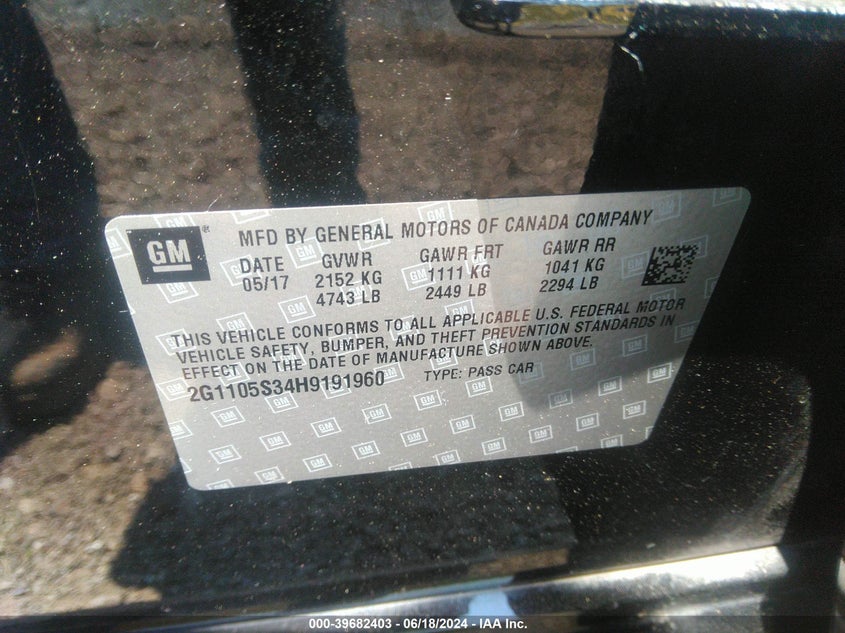 GM ®
MFD BY GENERAL MOTORS OF CANADA COMPANY
DATE GVWR GAWR FRT GAWR RR
05/17 2152 KG 1111 KG 1041 KG
4743 LB 2449 LB 2294 LB
THIS VEHICLE CONFORMS TO ALL APPLICABLE U.S. FEDERAL MOTOR
VEHICLE SAFETY, BUMPER, AND THEFT PREVENTION STANDARDS IN
EFFECT ON THE DATE OF MANUFACTURE SHOWN ABOVE.
2G1105S34H9191960 TYPE: PASS CAR
000-39682403 - 06/18/2024 - IAA Inc.